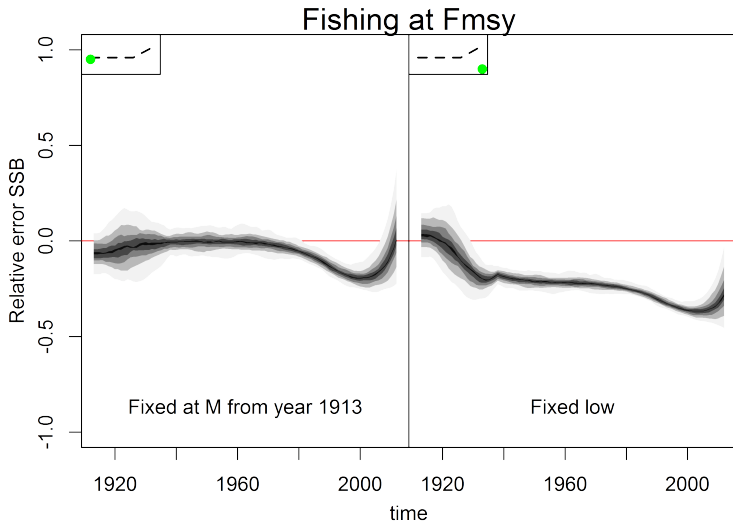 Fishing at Fmsy
1.0
0.5
0.0
-0.5
-1.0
Relative error SSB
Fixed at M from year 1913
Fixed low
1920 1960 2000 1920 1960 2000
time